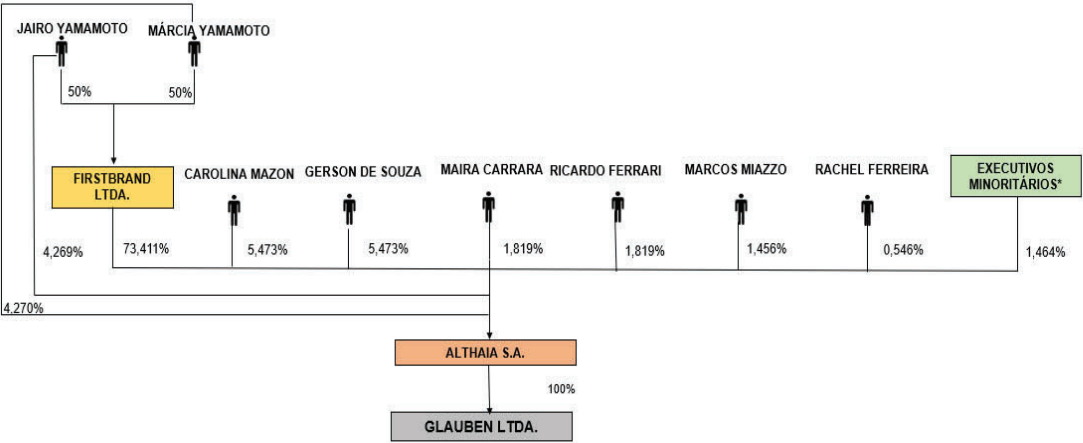 JAIRO YAMAMOTO
MÁRCIA YAMAMOTO
50%
50%
FIRSTBRAND
LTDA.
CAROLINA MAZON
GERSON DE SOUZA
MAIRA CARRARA
RICARDO FERRARI
MARCOS MIAZZO
RACHEL FERREIRA
EXECUTIVOS
MINORITÁRIOS*
4,269%
73,411%
5,473%
5,473%
1,819%
1,819%
1,456%
0,546%
1,464%
4,270%
ALTHAIA S.A.
100%
GLAUBEN LTDA.